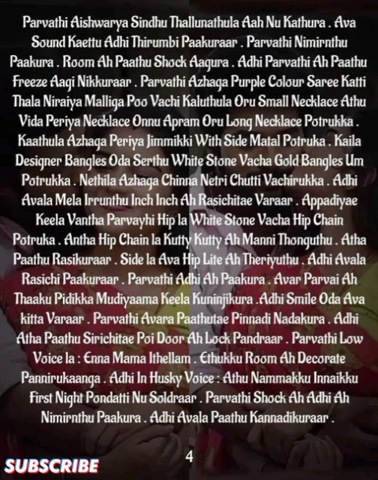 Parvathi Aishwarya Sindhu Thallunathula Aah Nu Kathura . Ava
Sound Kaettu Adhi Thirumbi Paakuraar . Parvathi Nimirnthu
Paakura . Room Ah Paathu Shock Aagura . Adhi Parvathi Ah Paathu
Freeze Aagi Nikkuraar . Parvathi Azhaga Purple Colour Saree Katti
Thala Niraiya Malliga Poo Vachi Kaluthula Oru Small Necklace Athu
Vida Periya Necklace Onnu Apram Oru Long Necklace Potrukka .
Kaathula Azhaga Periya Jimmikki With Side Matal Potruka . Kaila
Designer Bangles Oda Serthu White Stone Vacha Gold Bangles Um
Potrukka . Nethila Azhaga Chinna Netri Chutti Vachirukka . Adhi
Avala Mela Irrunthu Inch Inch Ah Rasichitae Varaar . Appadiyae
Keela Vantha Parvayhi Hip la White Stone Vacha Hip Chain
Potruka . Antha Hip Chain la Kutty Kutty Ah Manni Thonguthu . Atha
Paathu Rasikuraar . Side la Ava Hip Lite Ah Theriyuthu . Adhi Avala
Rasichi Paakuraar . Parvathi Adhi Ah Paakura . Avar Parvai Ah
Thaaku Pidikka Mudiyaama Keela Kuninjikura .Adhi Smile Oda Ava
kitta Varaar . Parvathi Avara Paathutae Pinnadi Nadakura . Adhi
Atha Paathu Sirichitae Poi Door Ah Lock Pandraar . Parvathi Low
Voice la : Enna Mama Ithellam . Ethukku Room Ah Decorate
Pannirukaanga . Adhi In Husky Voice : Athu Nammakku Innaikku
First Night Pondatti Nu Soldraar . Parvathi Shock Ah Adhi Ah
Nimirnthu Paakura . Adhi Avala Paathu Kannadikuraar .
4
SUBSCRIBE